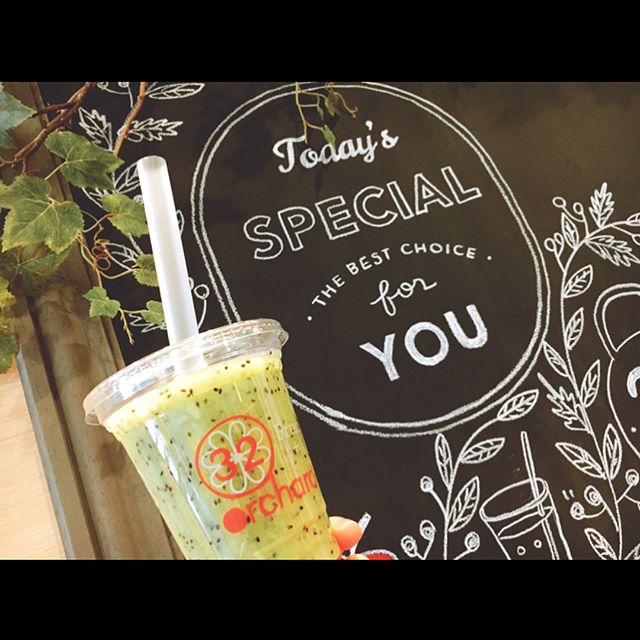 Today's
SPECIAL
· THE BEST CHOICE ·
for
YOU
32
orchard